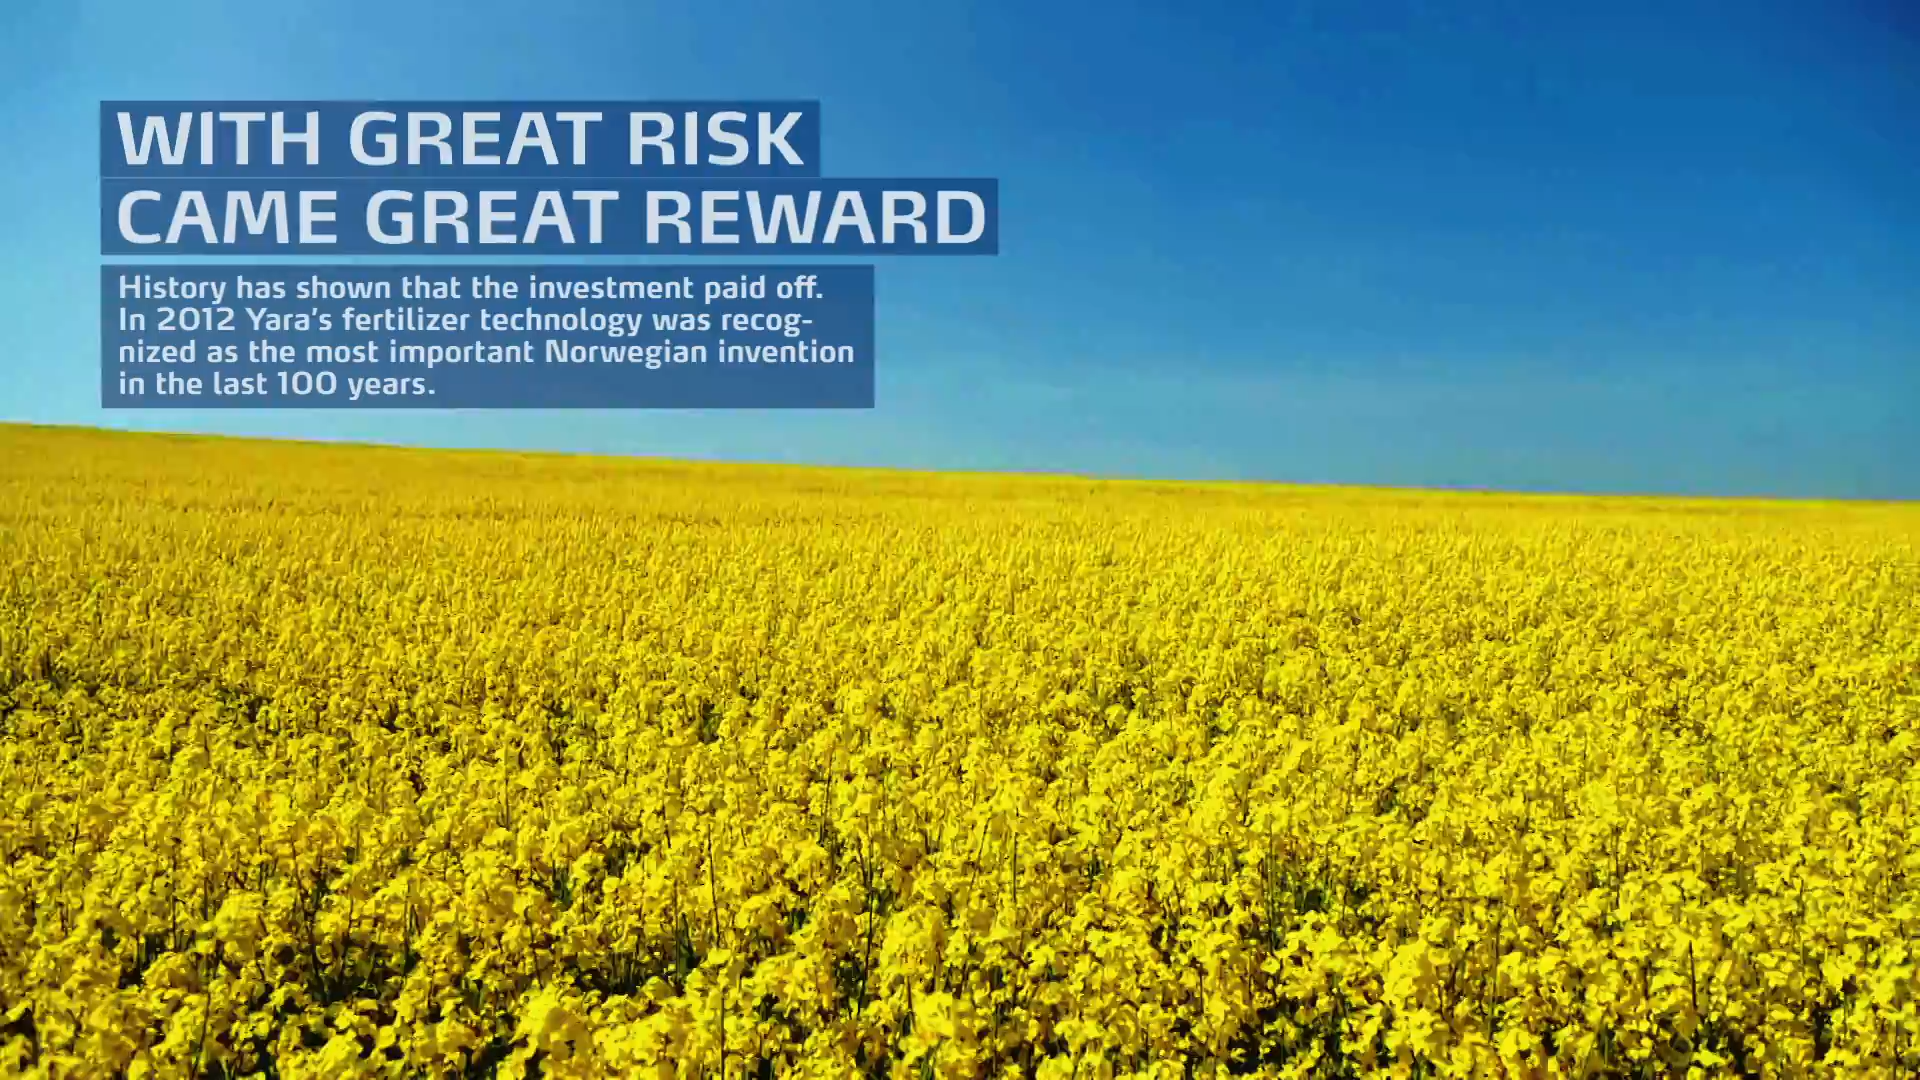 WITH GREAT RISK
CAME GREAT REWARD
History has shown that the investment paid off.
In 2012 Yara's fertilizer technology was recog-
nized as the most important Norwegian invention
in the last 100 years.